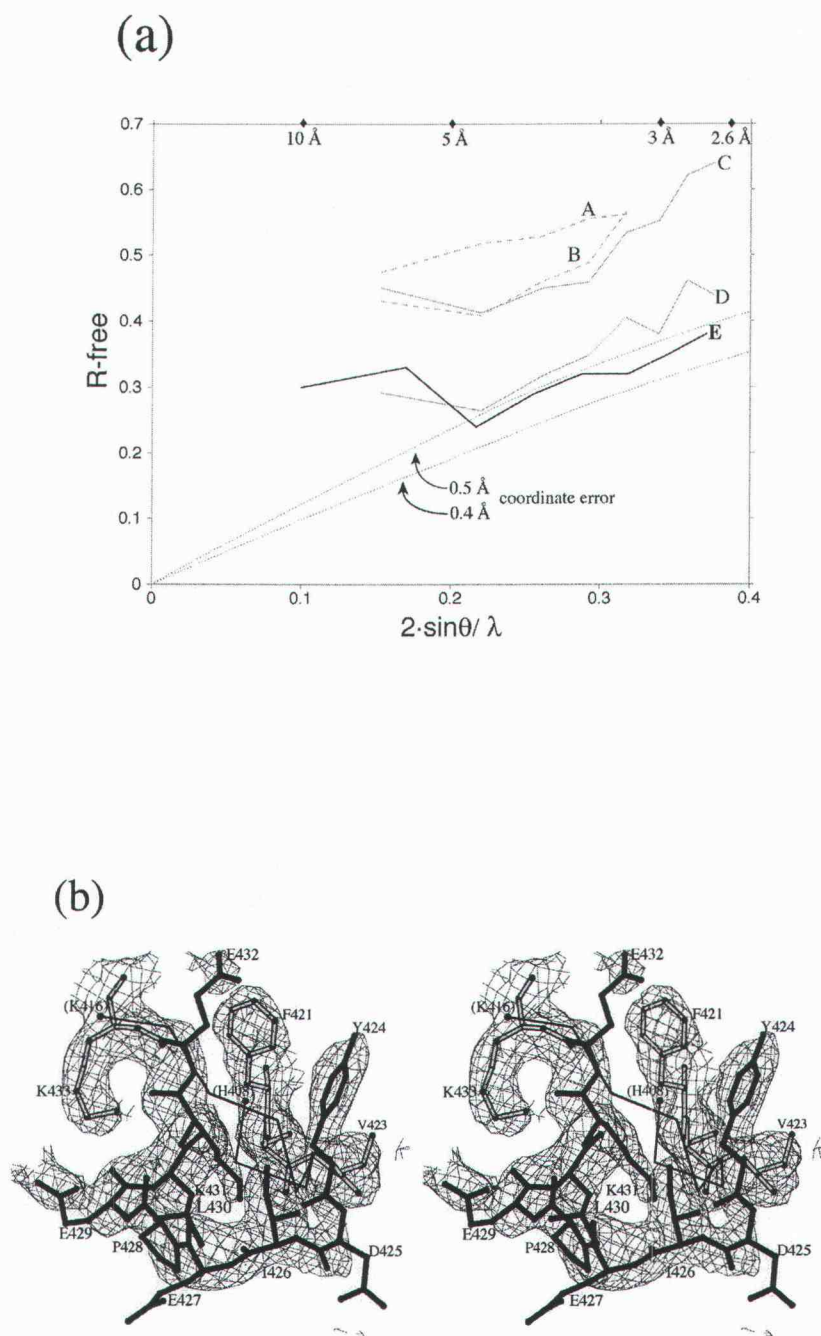 (a)
0.7
10 Å 5 Å 3 Å 2.6 Å
C
0.6
A
0.5
B
0.4
D
E
R-free
0.3
0.2
0.5 Å
coordinate error
0.4 Å
0.1
0
0 0.1 0.2 0.3 0.4
2·sinθ/ λ
(b)
E432 E432
(K416) F421 (K416) F421
Y424 Y424
K433 K433
V423 V423
K431 K431
L430 L430
E429 E429
P428 P428
I426 D425 I426 D425
E427 E427